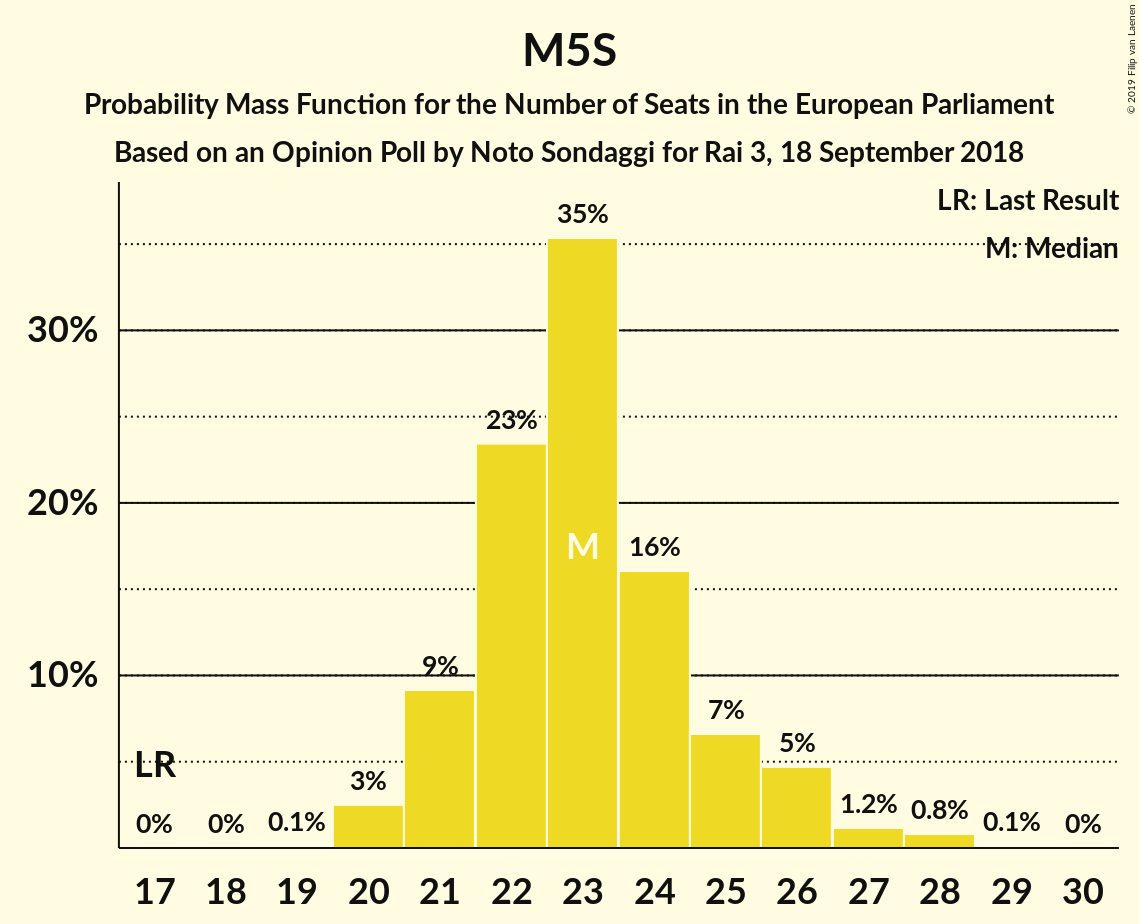 M5S
Probability Mass Function for the Number of Seats in the European Parliament
Based on an Opinion Poll by Noto Sondaggi for Rai 3, 18 September 2018
© 2019 Filip van Laenen
LR: Last Result
M: Median
30%
20%
10%
LR
M
0%
0%
0.1%
3%
9%
23%
35%
16%
7%
5%
1.2%
0.8%
0.1%
0%
17 18 19 20 21 22 23 24 25 26 27 28 29 30